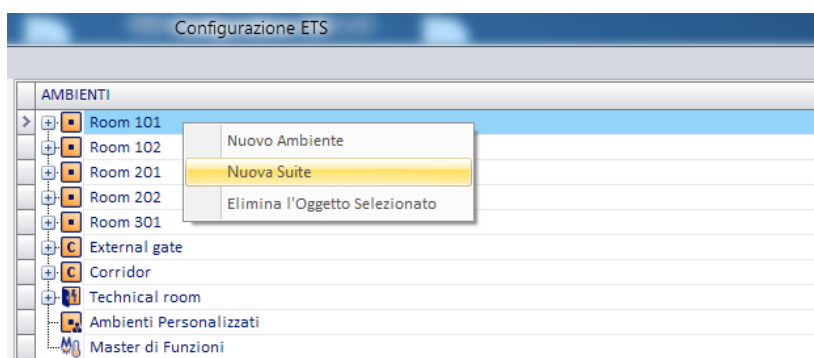 Configurazione ETS
AMBIENTI
Room 101
Room 102
Room 201
Room 202
Room 301
Nuovo Ambiente
Nuova Suite
Elimina l'Oggetto Selezionato
C External gate
C Corridor
Technical room
Ambienti Personalizzati
Master di Funzioni